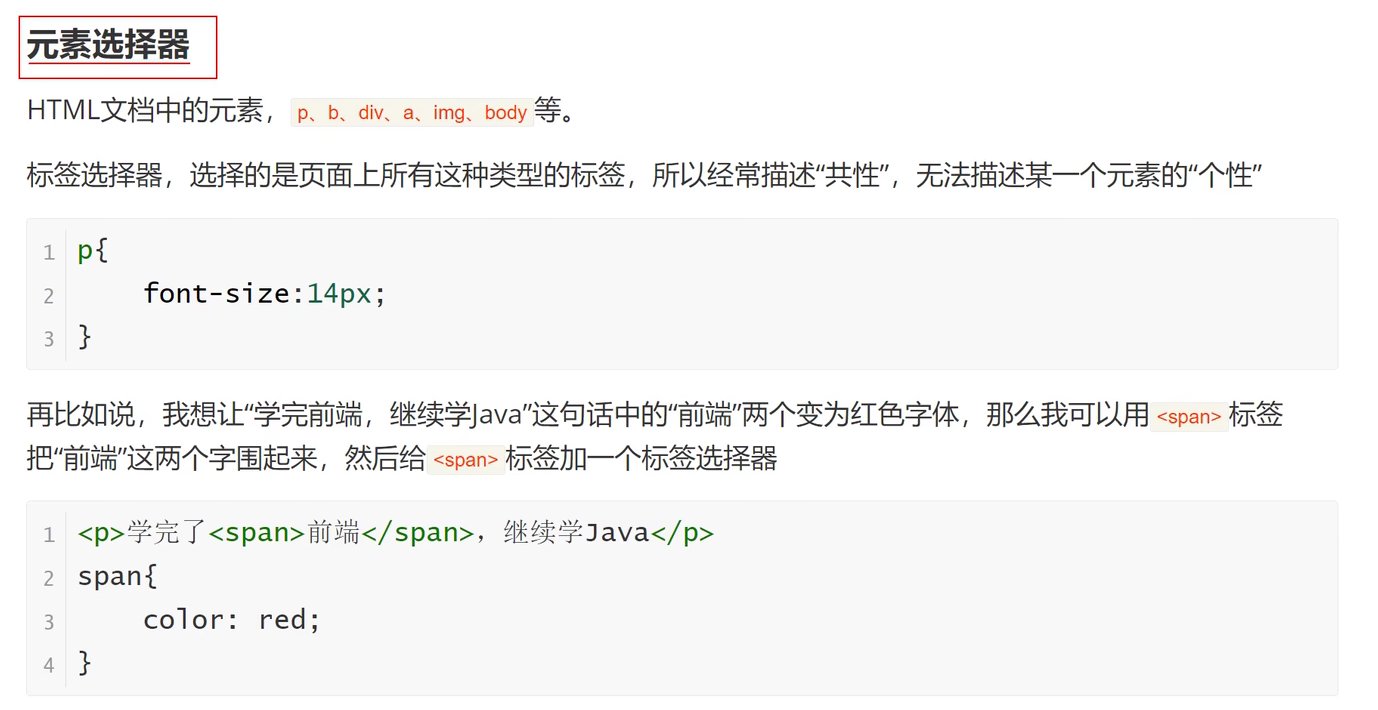 元素选择器
HTML文档中的元素，p、b、div、a、img、body等。
标签选择器，选择的是页面上所有这种类型的标签，所以经常描述“共性”，无法描述某一个元素的“个性”
1 p{
2     font-size:14px;
3 }
再比如说，我想让“学完前端，继续学Java”这句话中的“前端”两个变为红色字体，那么我可以用<span>标签
把“前端”这两个字围起来，然后给<span>标签加一个标签选择器
1 <p>学完了<span>前端</span>，继续学Java</p>
2 span{
3     color: red;
4 }